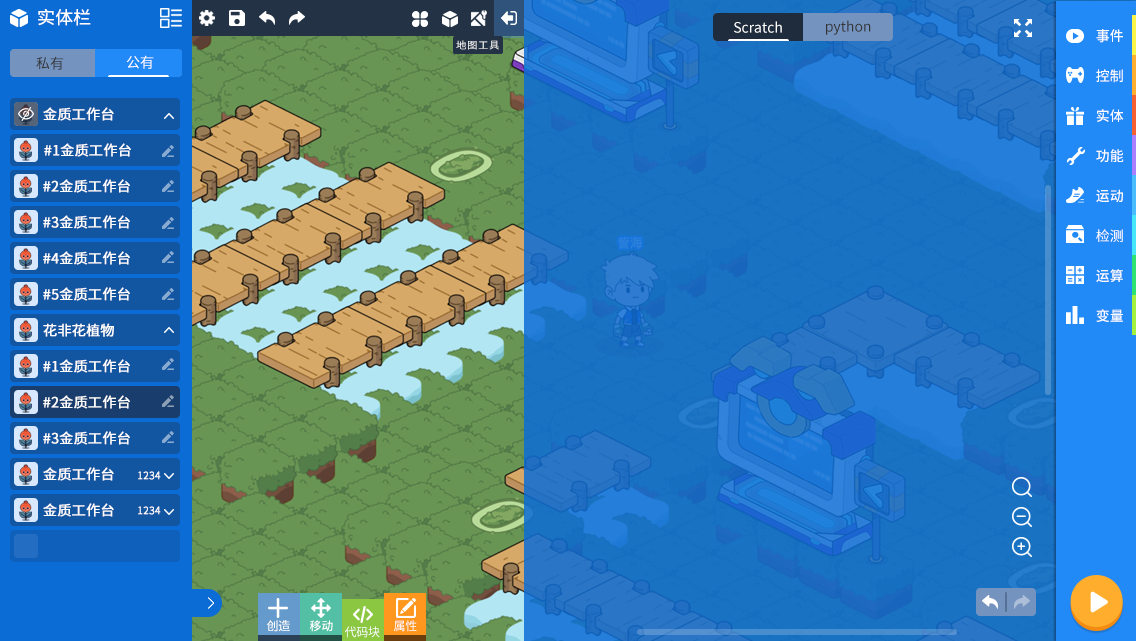 实体栏
私有
公有
金质工作台
#1金质工作台
#2金质工作台
#3金质工作台
#4金质工作台
#5金质工作台
花非花植物
#1金质工作台
#2金质工作台
#3金质工作台
金质工作台 1234
金质工作台 1234
地图工具
创造
移动
代码块
属性
Scratch
python
事件
控制
实体
功能
运动
检测
运算
变量